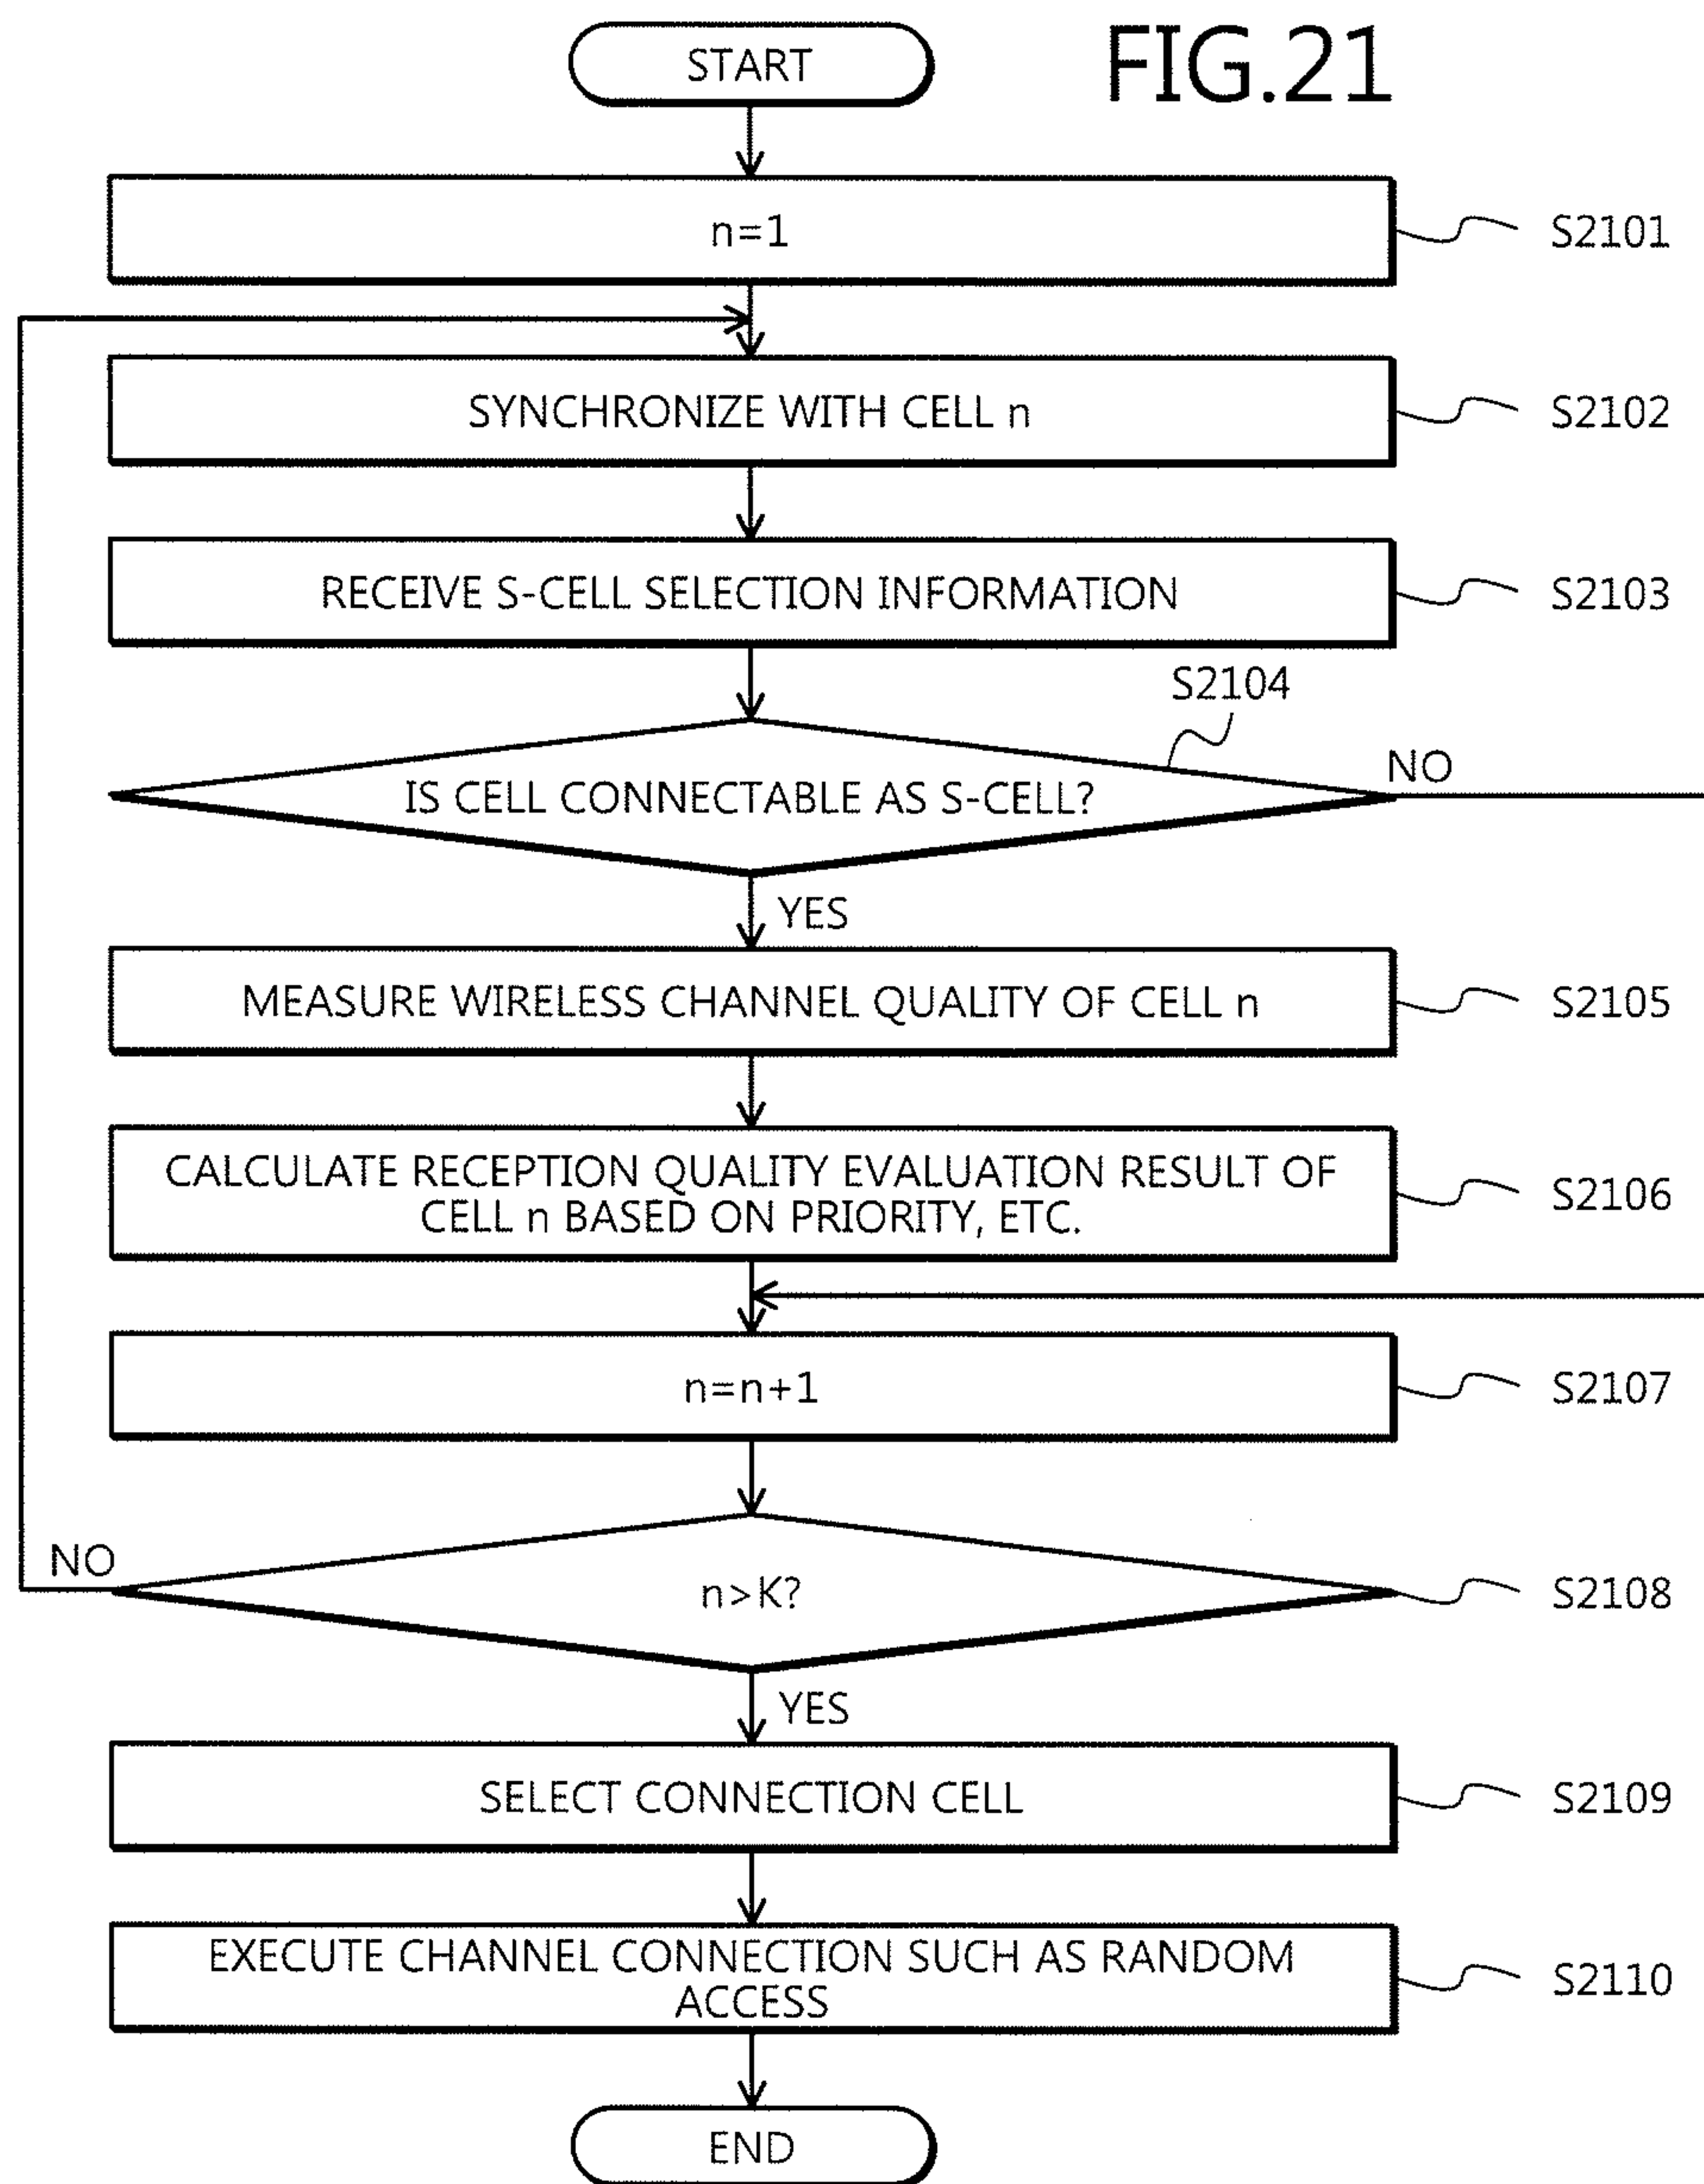 FIG.21
START
n=1
S2101
SYNCHRONIZE WITH CELL n
S2102
RECEIVE S-CELL SELECTION INFORMATION
S2103
S2104
IS CELL CONNECTABLE AS S-CELL?
NO
YES
MEASURE WIRELESS CHANNEL QUALITY OF CELL n
S2105
CALCULATE RECEPTION QUALITY EVALUATION RESULT OF
CELL n BASED ON PRIORITY, ETC.
S2106
n=n+1
S2107
NO
n>K?
S2108
YES
SELECT CONNECTION CELL
S2109
EXECUTE CHANNEL CONNECTION SUCH AS RANDOM
ACCESS
S2110
END